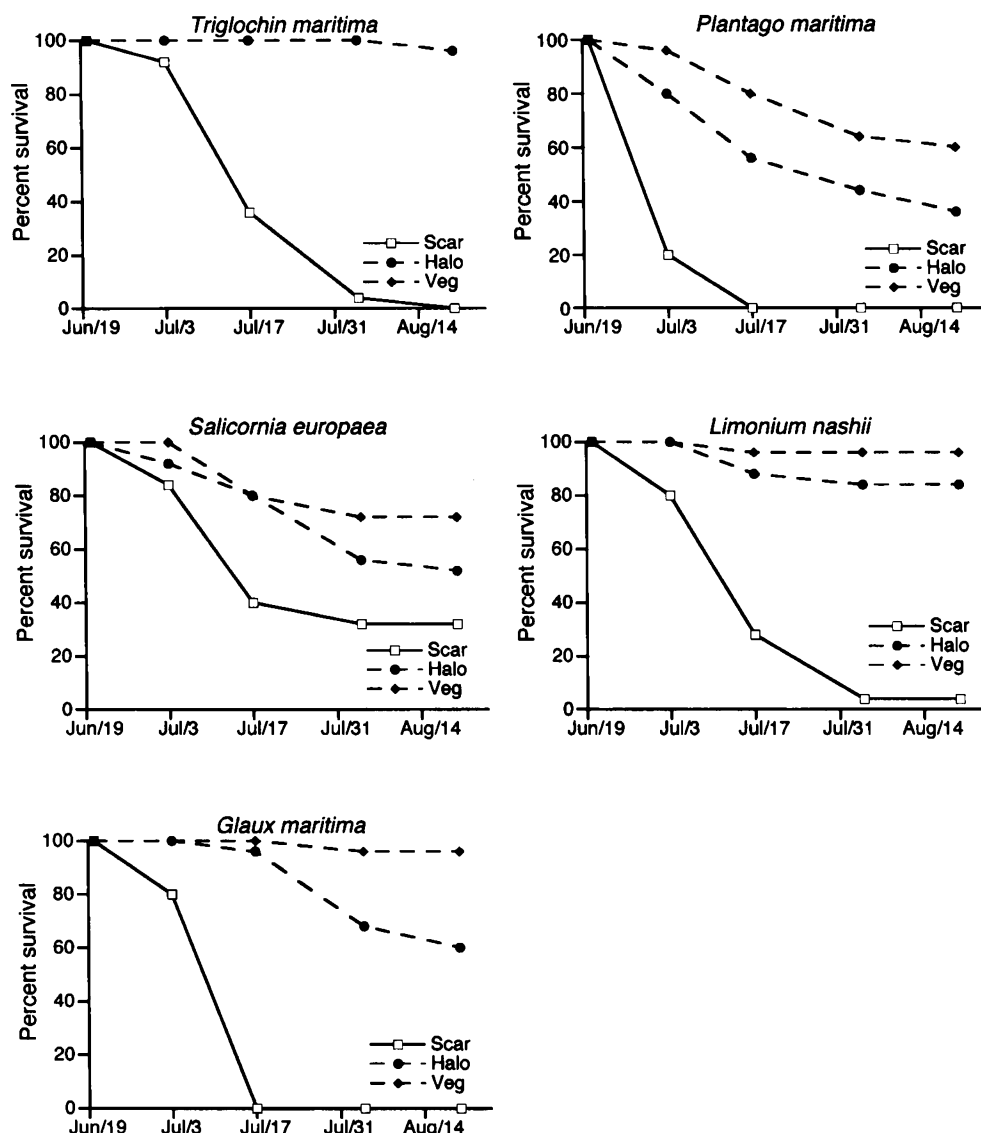 Triglochin maritima
Percent survival
100
80
60
40
20
0
Scar
Halo
Veg
Jun/19 Jul/3 Jul/17 Jul/31 Aug/14
Plantago maritima
Percent survival
100
80
60
40
20
0
Scar
Halo
Veg
Jun/19 Jul/3 Jul/17 Jul/31 Aug/14
Salicornia europaea
Percent survival
100
80
60
40
20
0
Scar
Halo
Veg
Jun/19 Jul/3 Jul/17 Jul/31 Aug/14
Limonium nashii
Percent survival
100
80
60
40
20
0
Scar
Halo
Veg
Jun/19 Jul/3 Jul/17 Jul/31 Aug/14
Glaux maritima
Percent survival
100
80
60
40
20
0
Scar
Halo
Veg
Jun/19 Jul/3 Jul/17 Jul/31 Aug/14